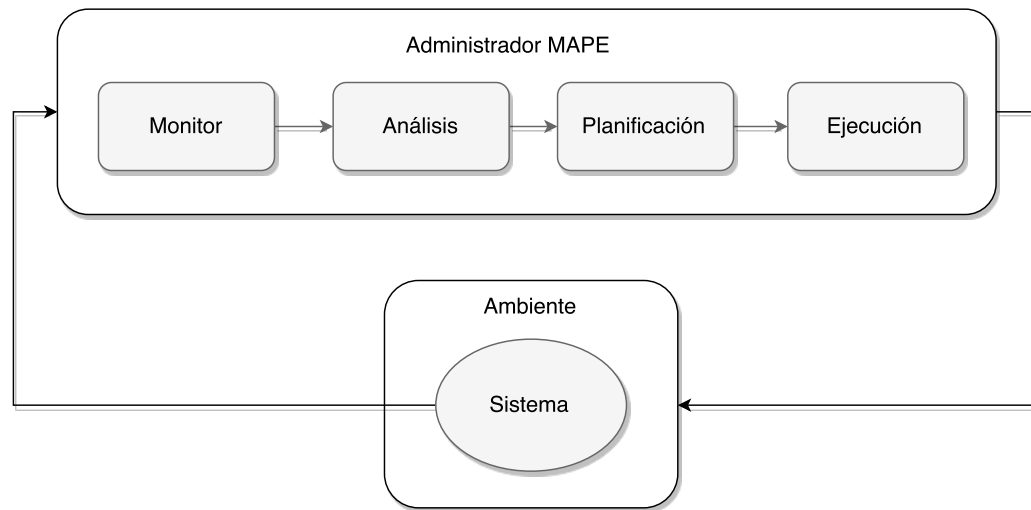 Administrador MAPE
Monitor
Análisis
Planificación
Ejecución
Ambiente
Sistema